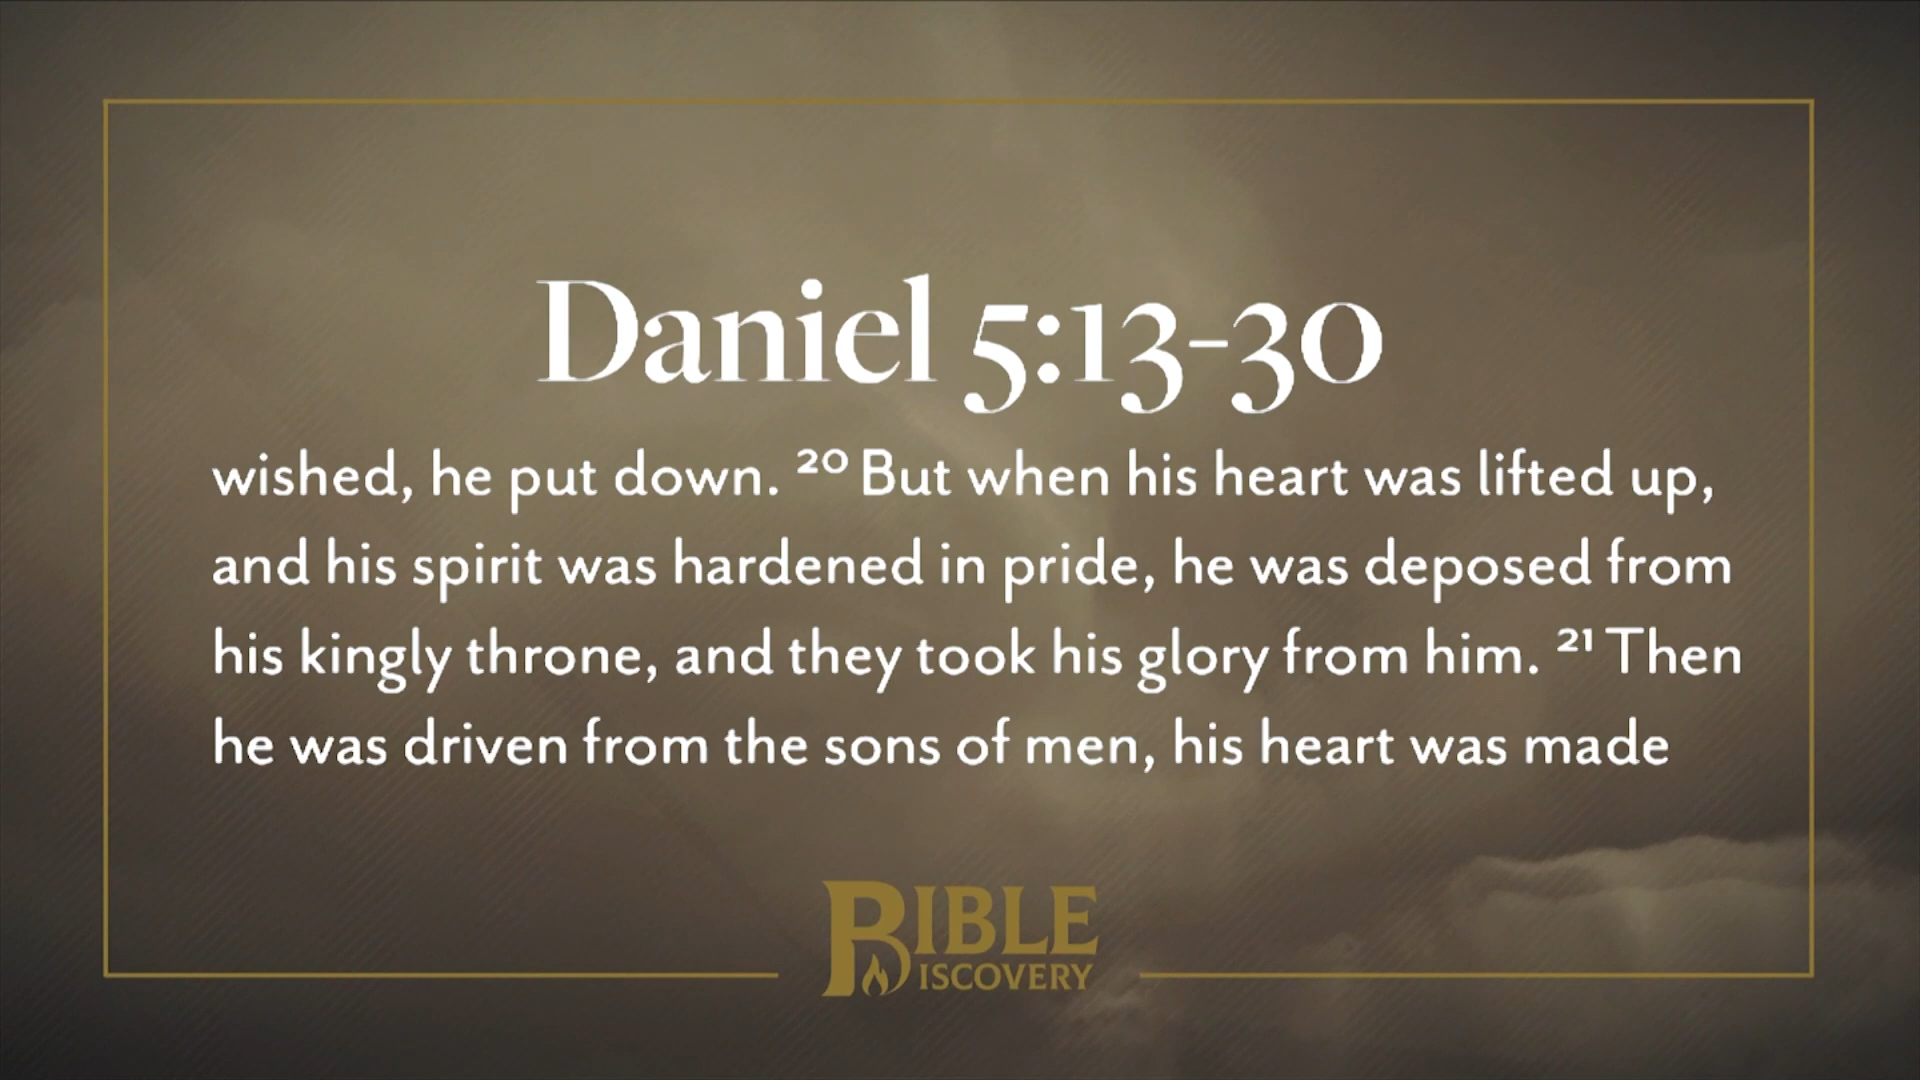 Daniel 5:13-30
wished, he put down. 20 But when his heart was lifted up,
and his spirit was hardened in pride, he was deposed from
his kingly throne, and they took his glory from him. 21 Then
he was driven from the sons of men, his heart was made
BIBLE
DISCOVERY